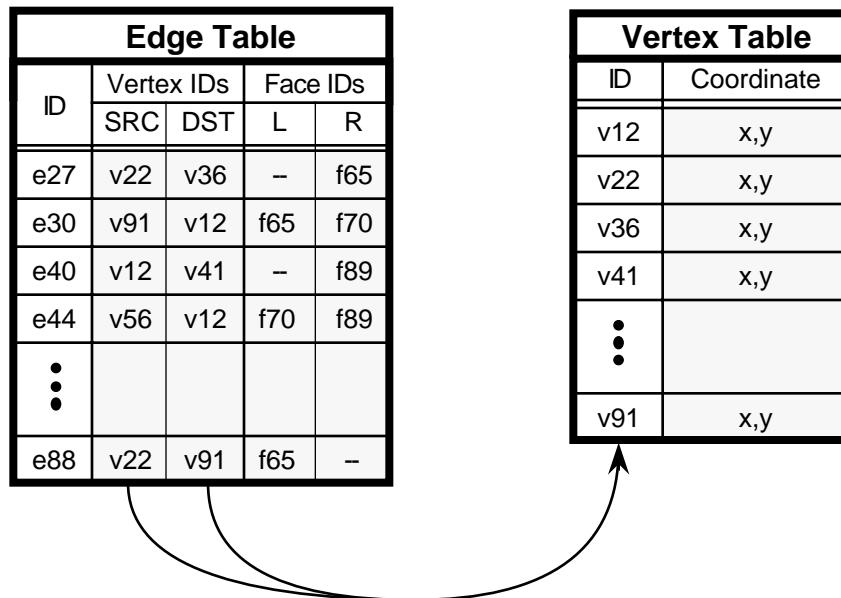 Edge Table
ID Vertex IDs Face IDs
SRC DST L R
e27 v22 v36 -- f65
e30 v91 v12 f65 f70
e40 v12 v41 -- f89
e44 v56 v12 f70 f89
e88 v22 v91 f65 --
Vertex Table
ID Coordinate
v12 x,y
v22 x,y
v36 x,y
v41 x,y
v91 x,y